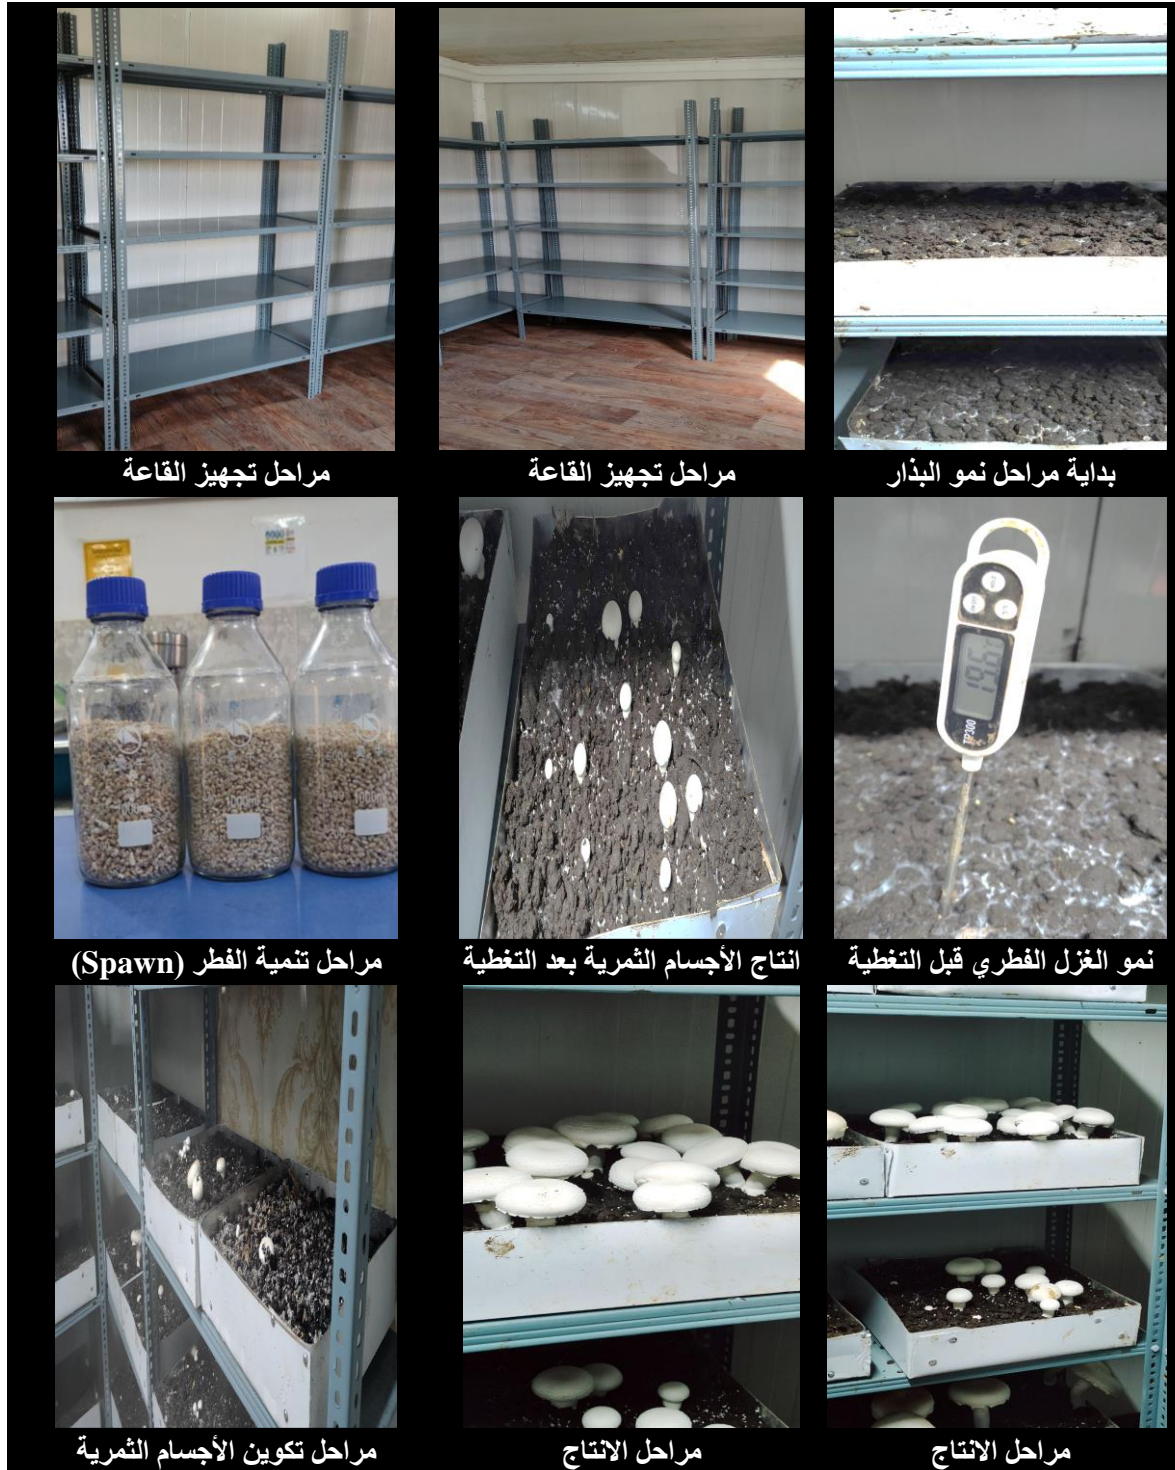 بداية مراحل نمو البذار
مراحل تجهيز القاعة
مراحل تجهيز القاعة
نمو الغزل الفطري قبل التغطية
انتاج الأجسام الثمرية بعد التغطية
مراحل تنمية الفطر (Spawn)
TP300
مراحل الانتاج
مراحل الانتاج
مراحل تكوين الأجسام الثمرية